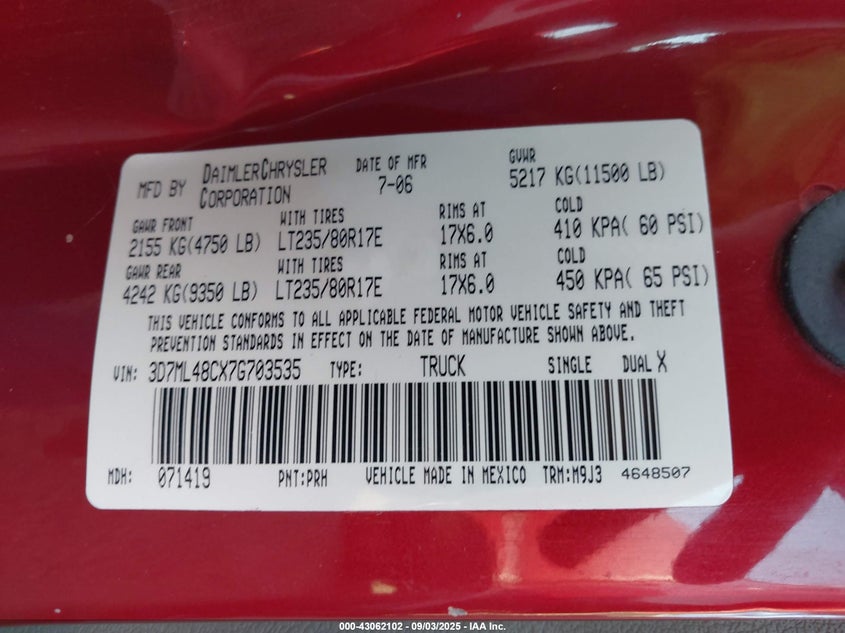 MFD BY DAIMLERCHRYSLER CORPORATION DATE OF MFR 7-06 GVWR 5217 KG(11500 LB)
GAWR FRONT WITH TIRES RIMS AT COLD
2155 KG(4750 LB) LT235/80R17E 17X6.0 410 KPA( 60 PSI)
GAWR REAR WITH TIRES RIMS AT COLD
4242 KG(9350 LB) LT235/80R17E 17X6.0 450 KPA( 65 PSI)
THIS VEHICLE CONFORMS TO ALL APPLICABLE FEDERAL MOTOR VEHICLE SAFETY AND THEFT
PREVENTION STANDARDS IN EFFECT ON THE DATE OF MANUFACTURE SHOWN ABOVE.
VIN: 3D7ML48CX7G703535 TYPE: TRUCK SINGLE DUAL X
MDH: 071419 PNT:PRH VEHICLE MADE IN MEXICO TRM:M9J3 4648507
000-43062102 - 09/03/2025 - IAA Inc.